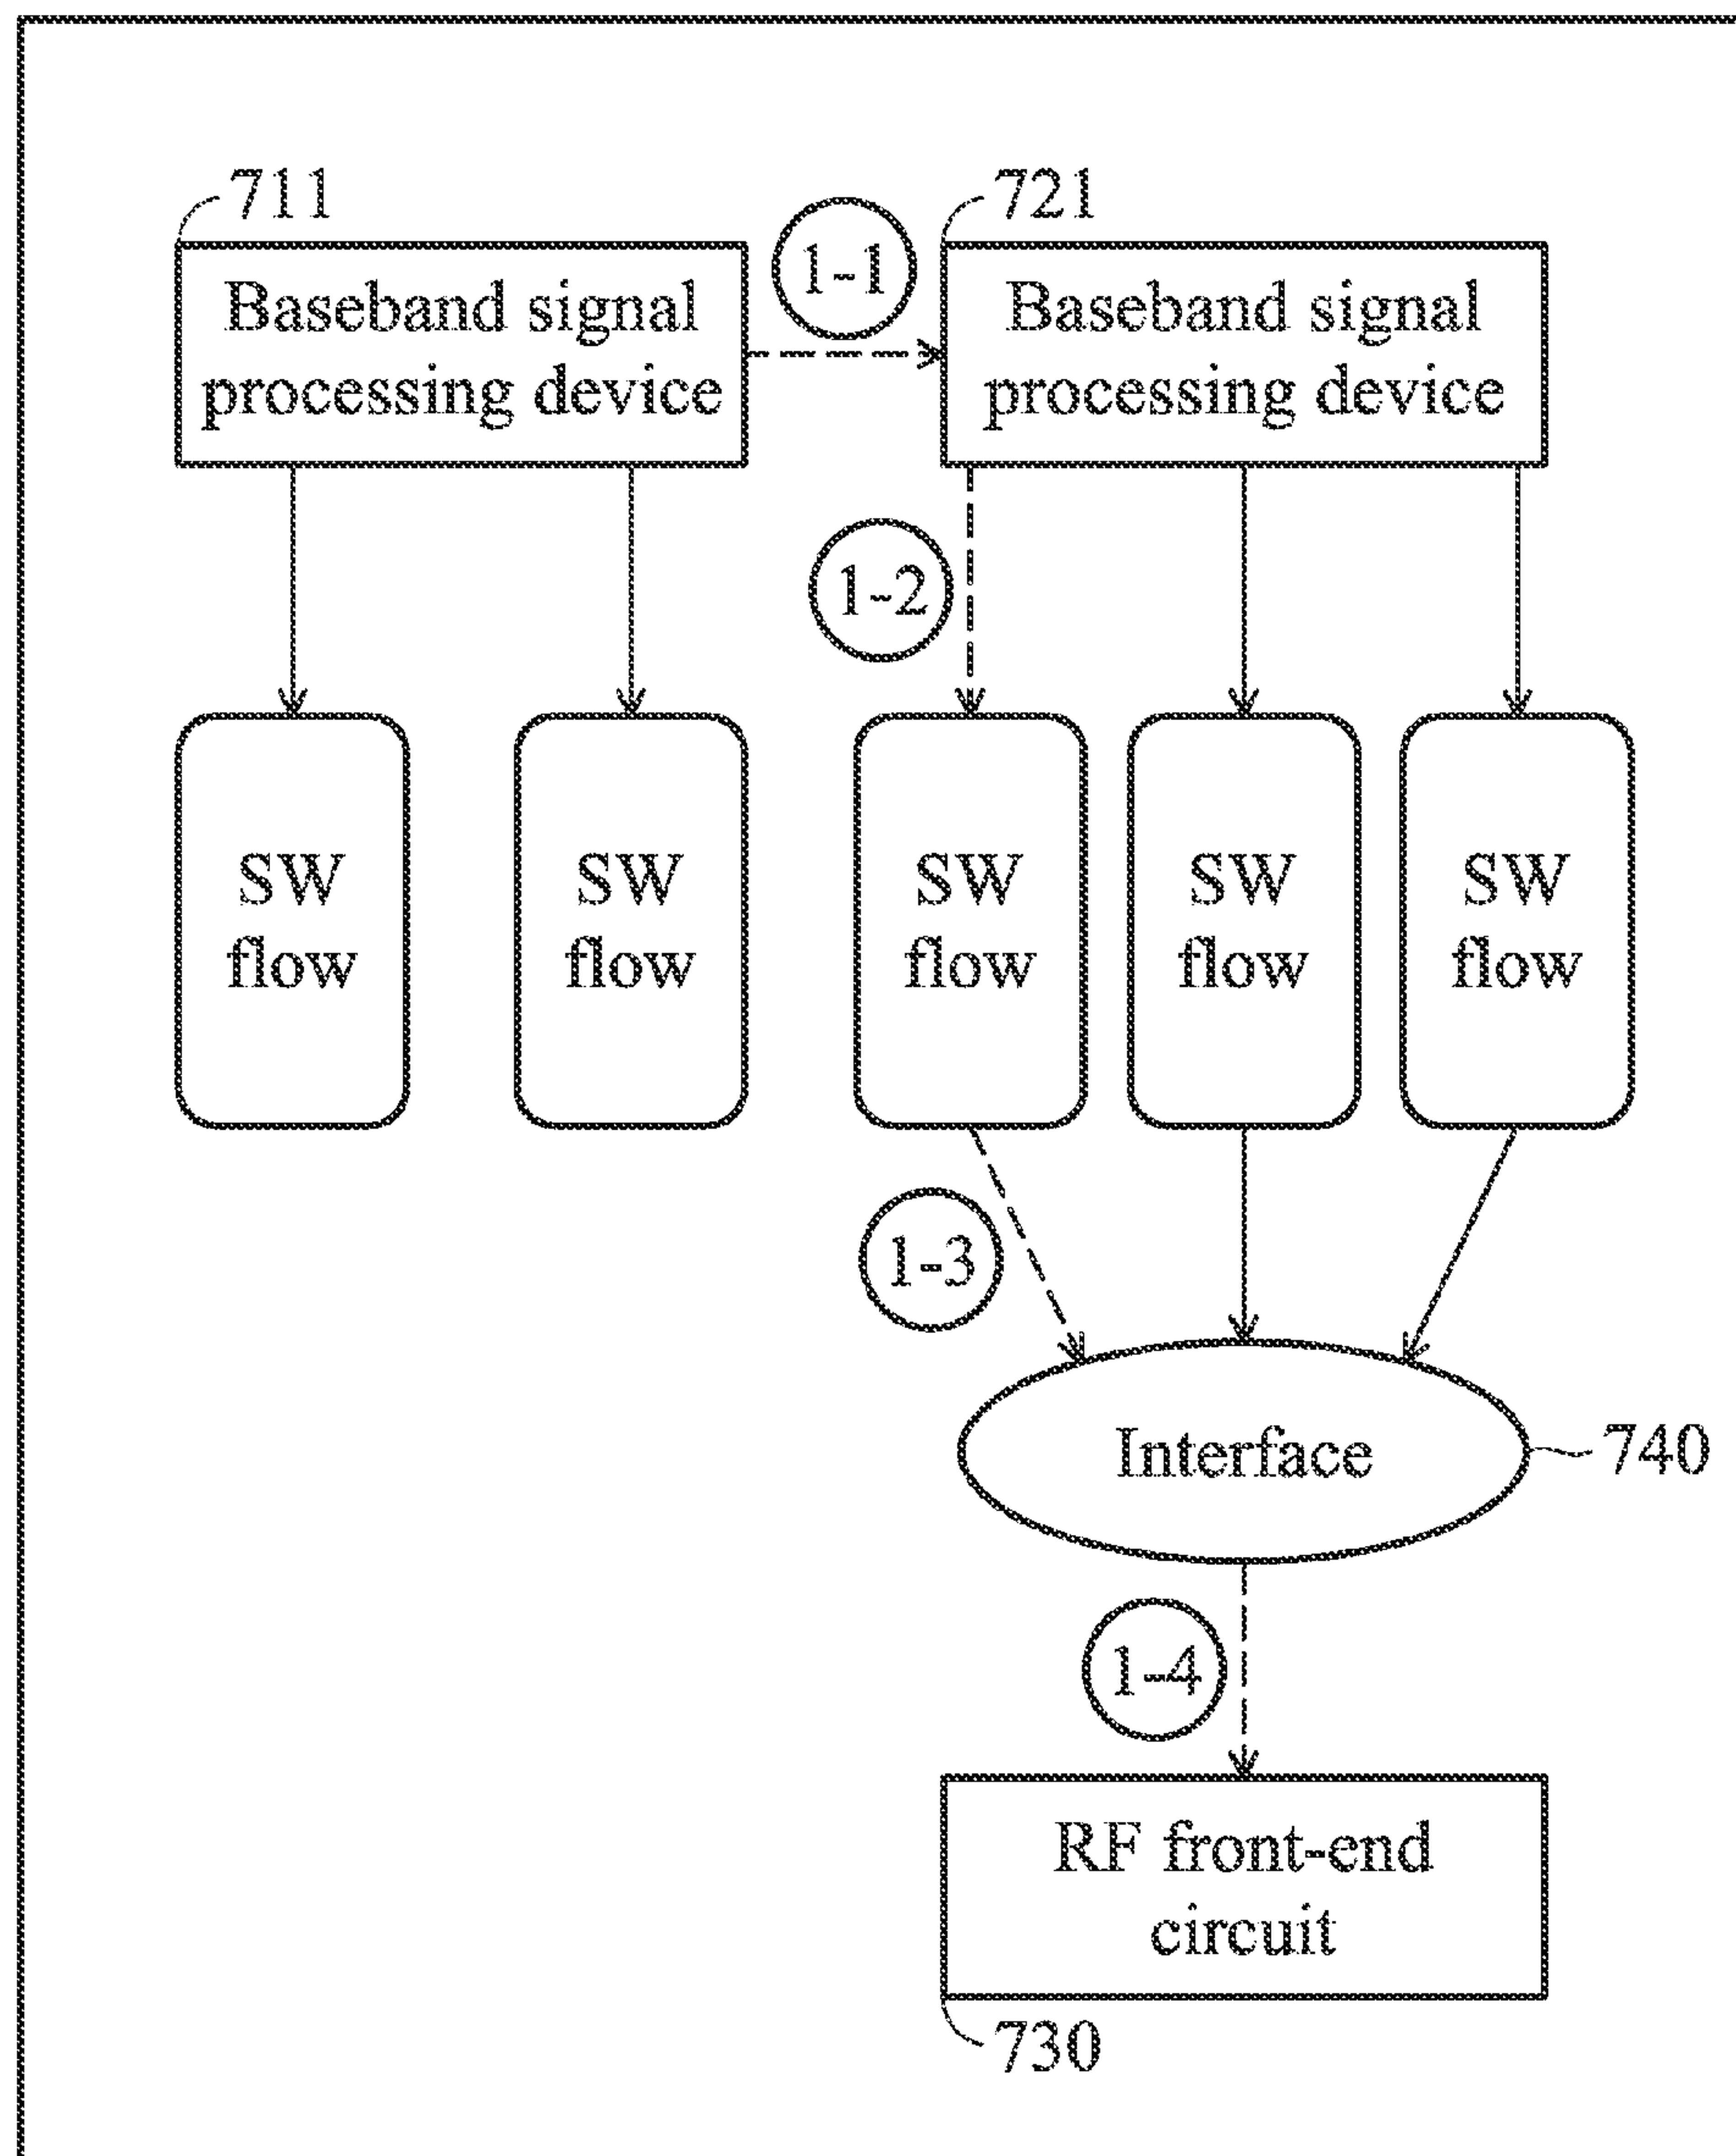 711
721
1-1
Baseband signal
processing device
Baseband signal
processing device
1-2
SW
flow
SW
flow
SW
flow
SW
flow
SW
flow
1-3
Interface
740
1-4
RF front-end
circuit
730